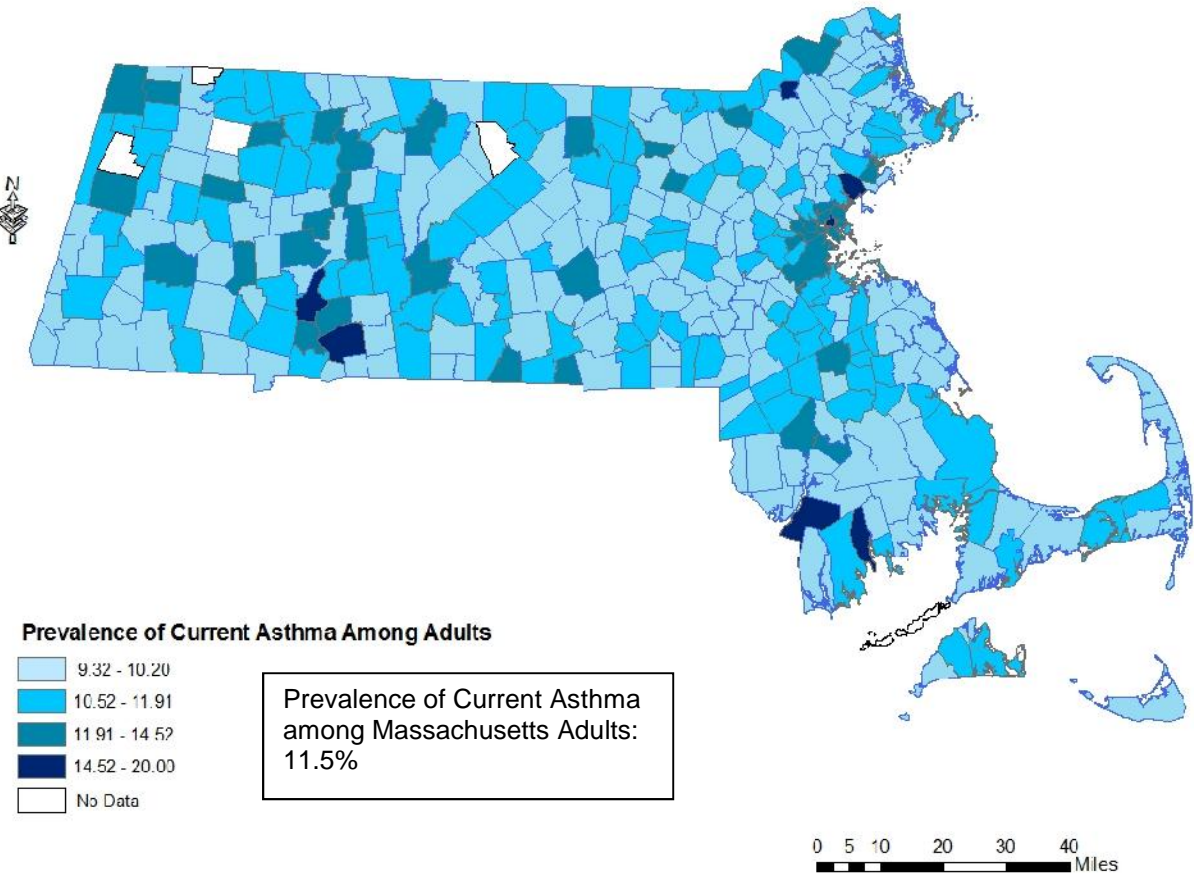 N
Prevalence of Current Asthma Among Adults
9.32 - 10.20
10.52 - 11.91
11.91 - 14.52
14.52 - 20.00
No Data
Prevalence of Current Asthma
among Massachusetts Adults:
11.5%
0 5 10 20 30 40
Miles